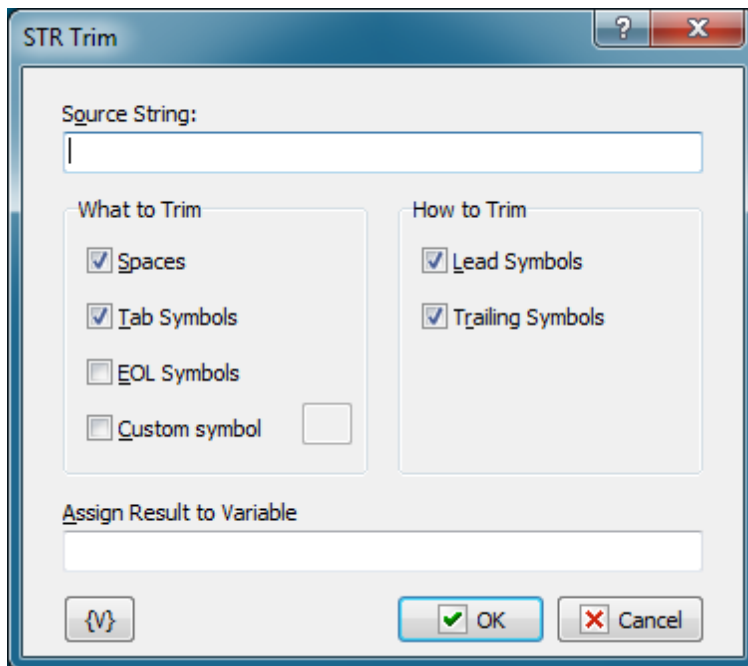 STR Trim
?
Source String:
What to Trim
How to Trim
Spaces
Lead Symbols
Tab Symbols
Trailing Symbols
EOL Symbols
Custom symbol
Assign Result to Variable
{V}
OK
Cancel